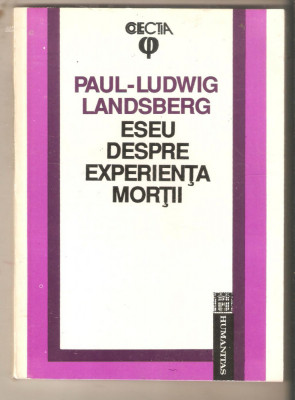 COLECȚIA
φ
PAUL-LUDWIG
LANDSBERG
ESEU
DESPRE
EXPERIENȚA
MORȚII
HUMANITAS